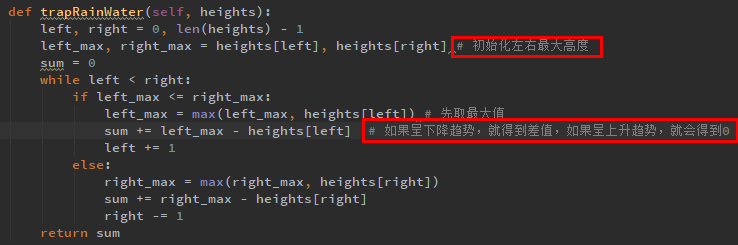 def trapRainWater(self, heights):
    left, right = 0, len(heights) - 1
    left_max, right_max = heights[left], heights[right] # 初始化左右最大高度
    sum = 0
    while left < right:
        if left_max <= right_max:
            left_max = max(left_max, heights[left]) # 先取最大值
            sum += left_max - heights[left]  # 如果呈下降趋势，就得到差值，如果呈上升趋势，就会得到0
            left += 1
        else:
            right_max = max(right_max, heights[right])
            sum += right_max - heights[right]
            right -= 1
    return sum